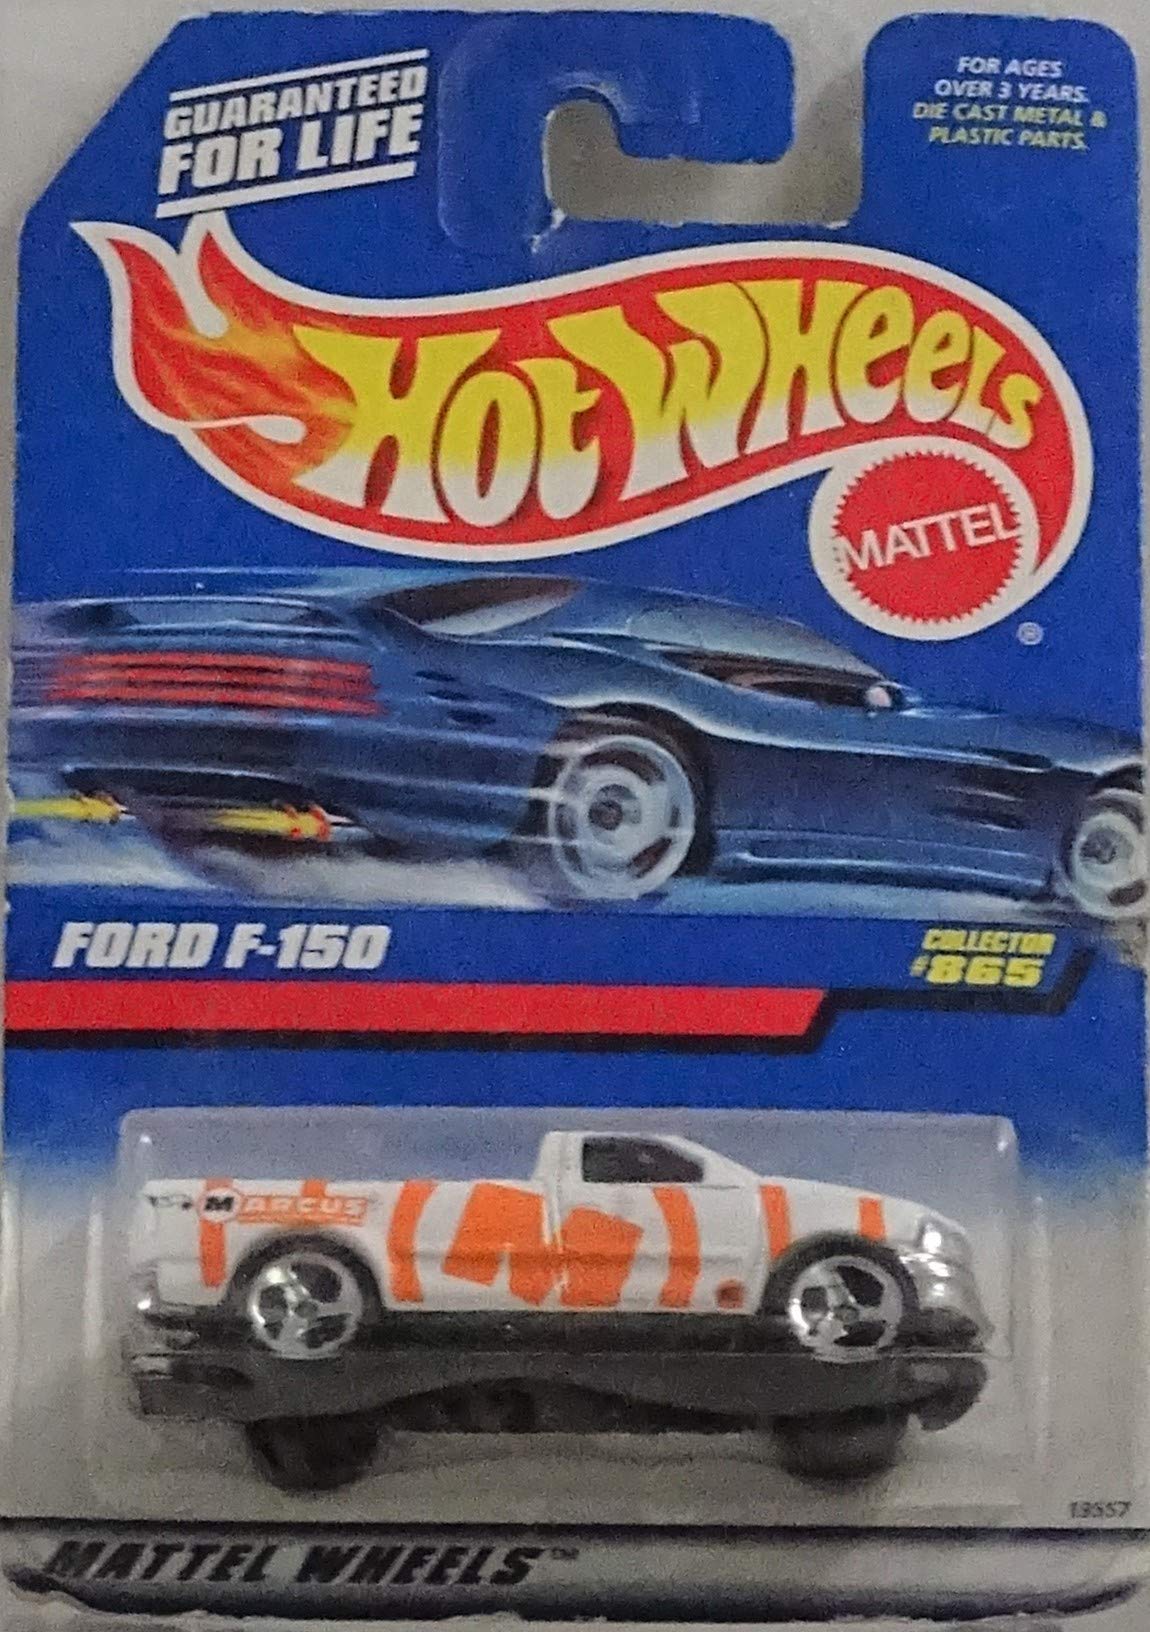 GUARANTEED
FOR LIFE
FOR AGES
OVER 3 YEARS.
DIE CAST METAL &
PLASTIC PARTS.
HOT WHEELS
MATTEL
®
FORD F-150
COLLECTOR
#865
MARCUS
13557
MATTEL WHEELS™